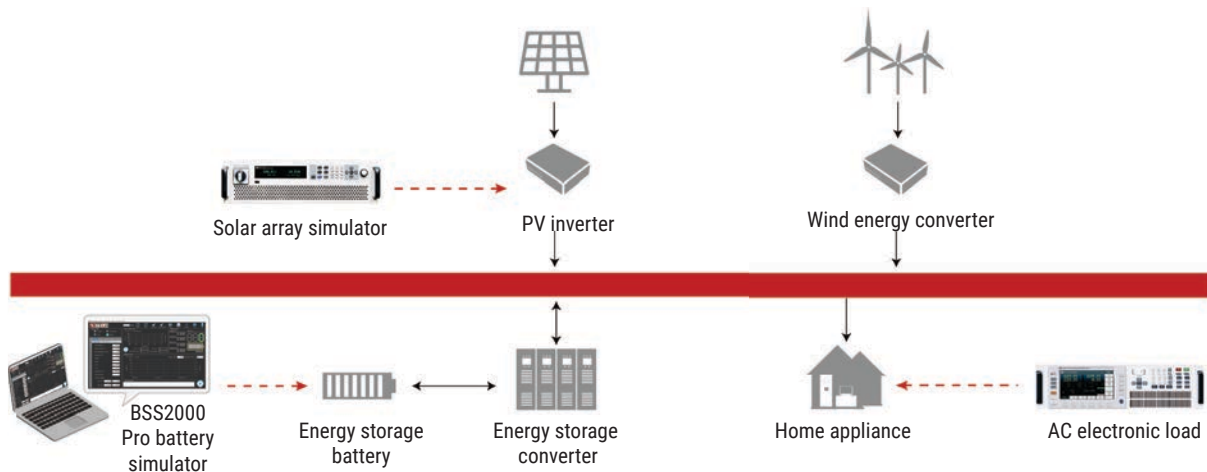 Solar array simulator
PV inverter
Wind energy converter
BSS2000
Pro battery
simulator
Energy storage
battery
Energy storage
converter
Home appliance
AC electronic load